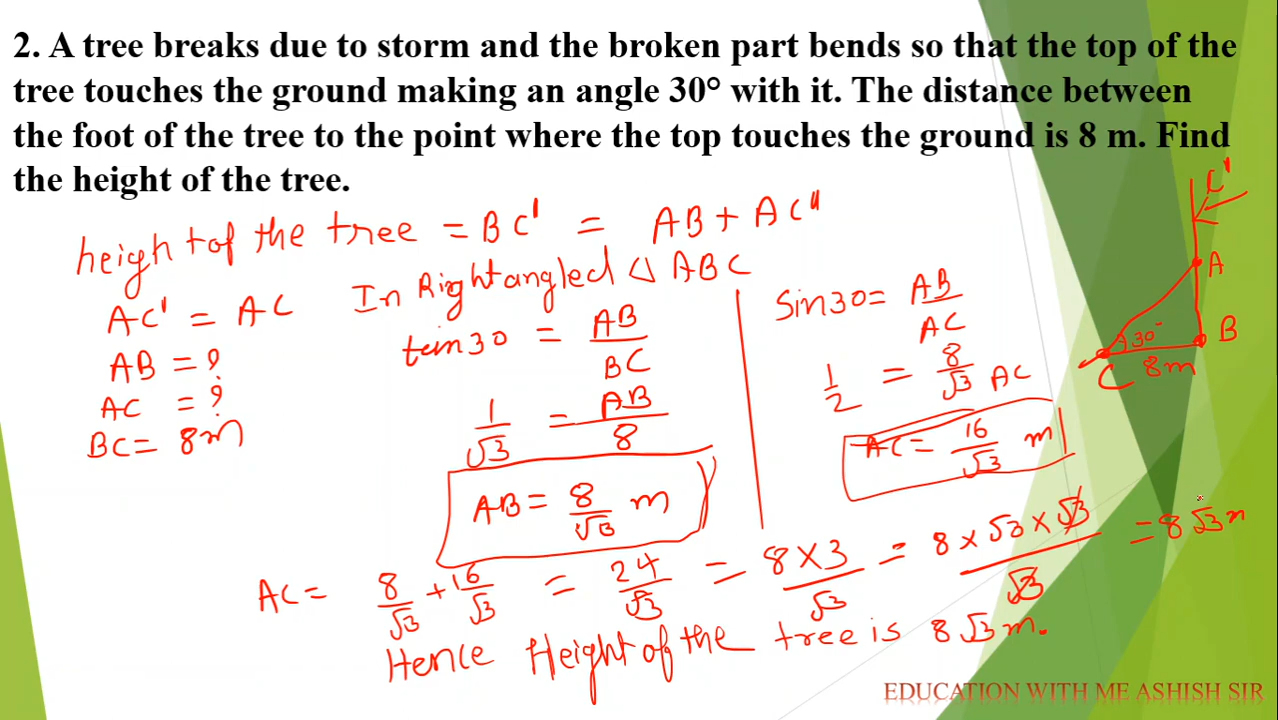 2. A tree breaks due to storm and the broken part bends so that the top of the
tree touches the ground making an angle 30° with it. The distance between
the foot of the tree to the point where the top touches the ground is 8 m. Find
the height of the tree.
height of the tree = BC' = AB + AC"
AC' = AC
AB = ?
AC = ?
BC = 8m
In Right angled △ ABC
tan30 = AB/BC
1/√3 = AB/8
AB = 8/√3 m
Sin30 = AB/AC
1/2 = 8/√3 AC
AC = 16/√3 m
C'
A
B
30°
8m
C
AC = 8/√3 + 16/√3 = 24/√3 = 8×3/√3 = 8×√3×√3/√3 = 8√3 m
Hence Height of the tree is 8√3 m.
EDUCATION WITH ME ASHISH SIR